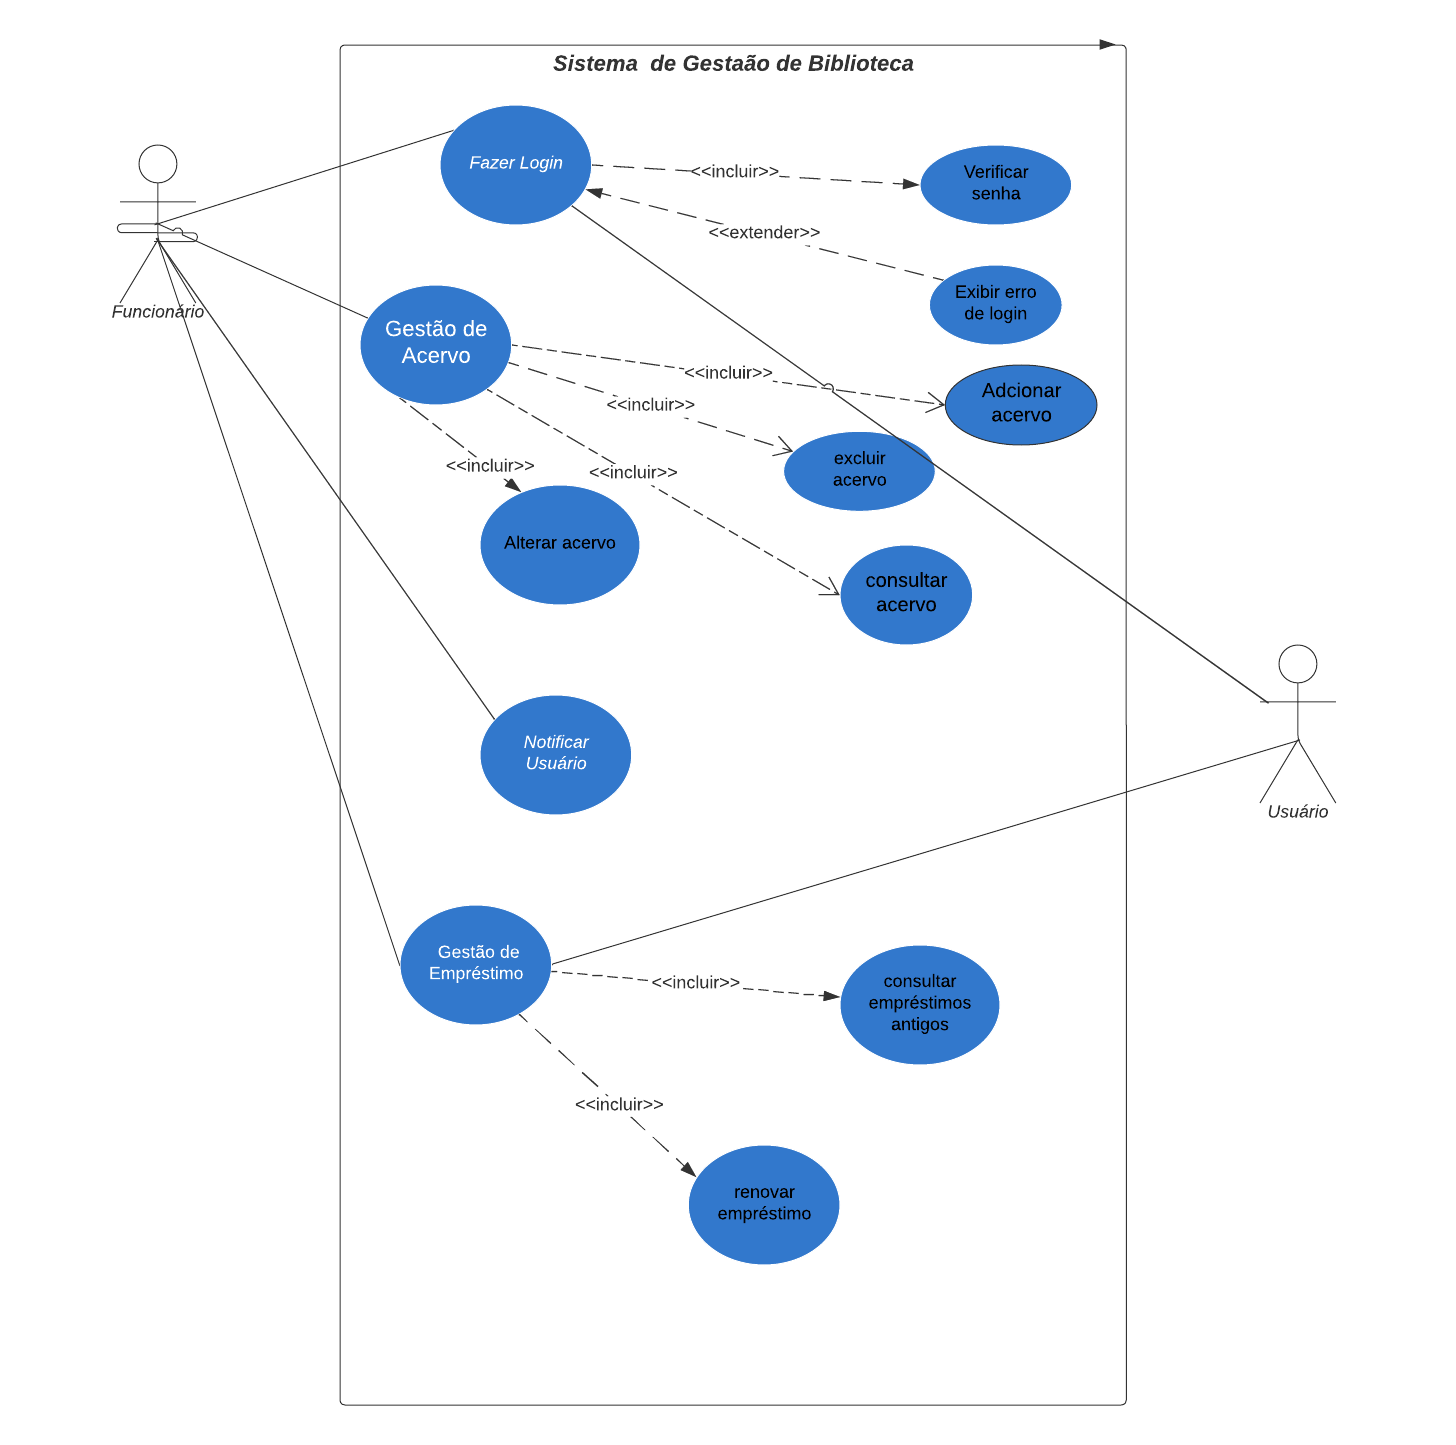 Sistema  de Gestaão de Biblioteca
Fazer Login
<<incluir>>
Verificar
senha
<<extender>>
Exibir erro
de login
Funcionário
Gestão de
Acervo
<<incluir>>
Adcionar
acervo
<<incluir>>
excluir
acervo
<<incluir>>
<<incluir>>
Alterar acervo
consultar
acervo
Notificar
Usuário
Usuário
Gestão de
Empréstimo
<<incluir>>
consultar
empréstimos
antigos
<<incluir>>
renovar
empréstimo